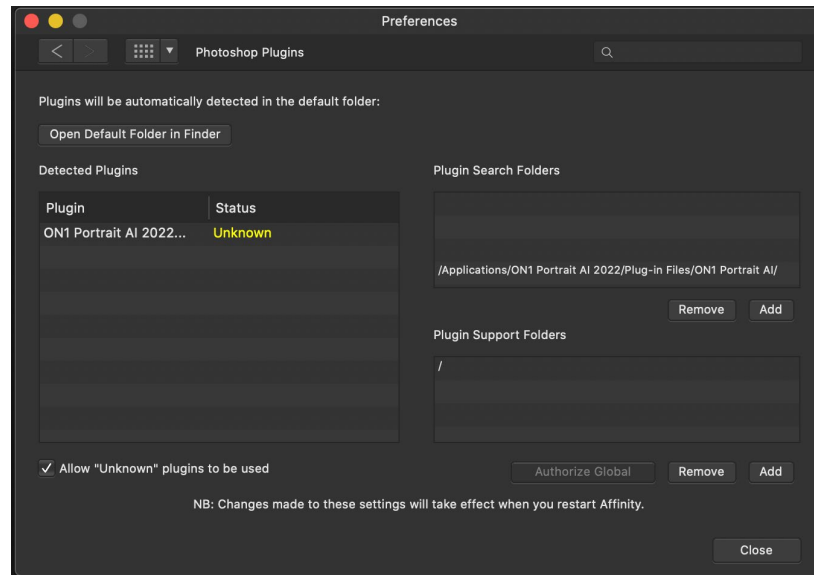 Preferences
Photoshop Plugins
Plugins will be automatically detected in the default folder:
Open Default Folder in Finder
Detected Plugins
Plugin Status
ON1 Portrait AI 2022... Unknown
Plugin Search Folders
/Applications/ON1 Portrait AI 2022/Plug-in Files/ON1 Portrait AI/
Remove Add
Plugin Support Folders
/
Allow "Unknown" plugins to be used
Authorize Global Remove Add
NB: Changes made to these settings will take effect when you restart Affinity.
Close